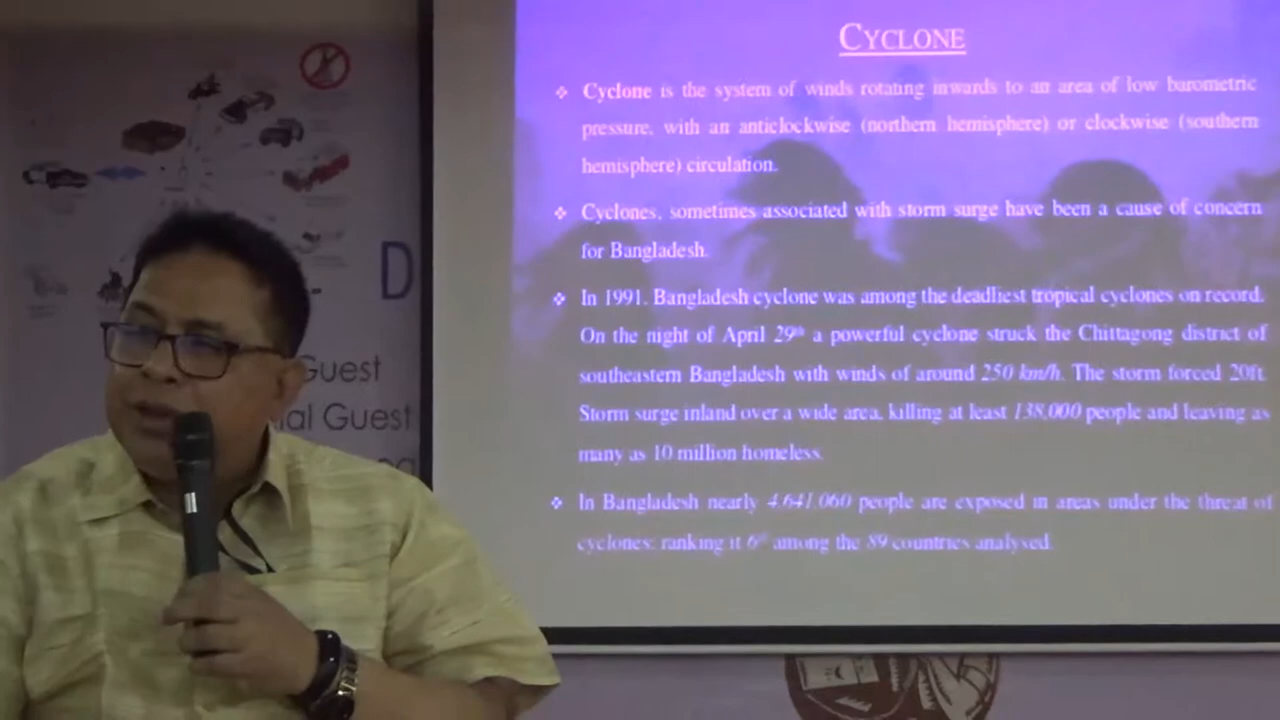 CYCLONE
❖ Cyclone is the system of winds rotating inwards to an area of low barometric
pressure, with an anticlockwise (northern hemisphere) or clockwise (southern
hemisphere) circulation.
❖ Cyclones, sometimes associated with storm surge have been a cause of concern
for Bangladesh.
❖ In 1991, Bangladesh cyclone was among the deadliest tropical cyclones on record.
On the night of April 29th a powerful cyclone struck the Chittagong district of
southeastern Bangladesh with winds of around 250 km/h. The storm forced 20ft
Storm surge inland over a wide area, killing at least 138,000 people and leaving as
many as 10 million homeless.
❖ In Bangladesh nearly 4,641,060 people are exposed in areas under the threat of
cyclones; ranking it 6th among the 89 countries analysed.
D
Guest
al Guest